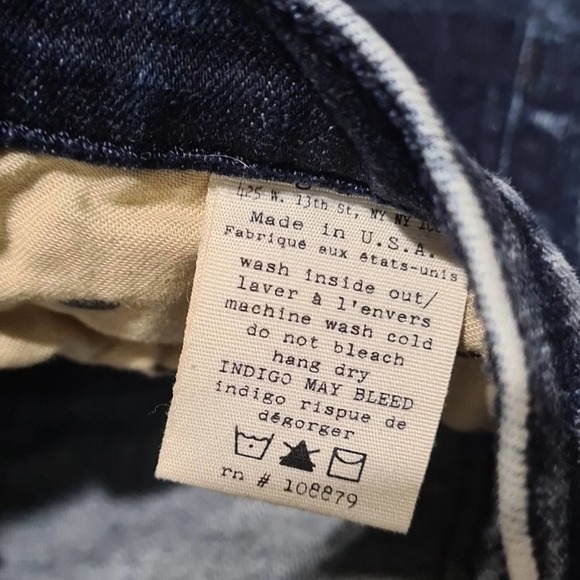 425 W. 13th St, NY NY
Made in U.S.A.
Fabriqué aux états-unis
wash inside out/
laver à l'envers
machine wash cold
do not bleach
hang dry
INDIGO MAY BLEED
indigo risque de
dégorger
rn # 108879